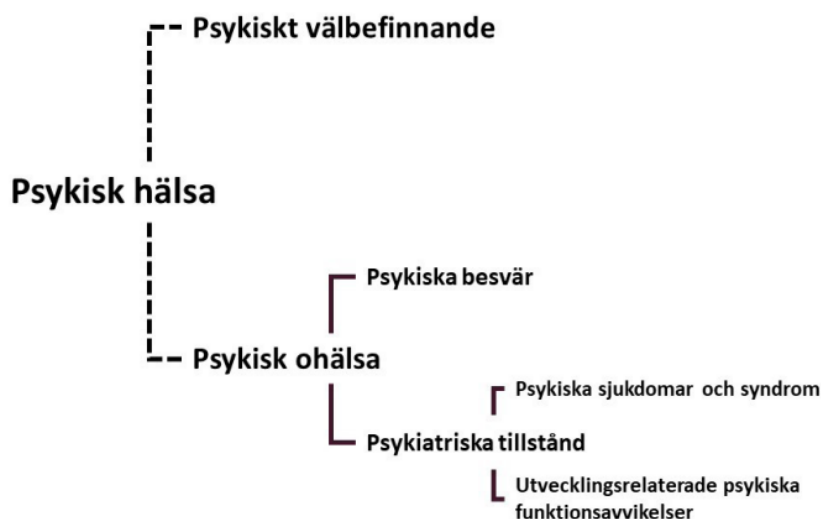 Psykiskt välbefinnande
Psykisk hälsa
Psykiska besvär
Psykisk ohälsa
Psykiska sjukdomar och syndrom
Psykiatriska tillstånd
Utvecklingsrelaterade psykiska
funktionsavvikelser